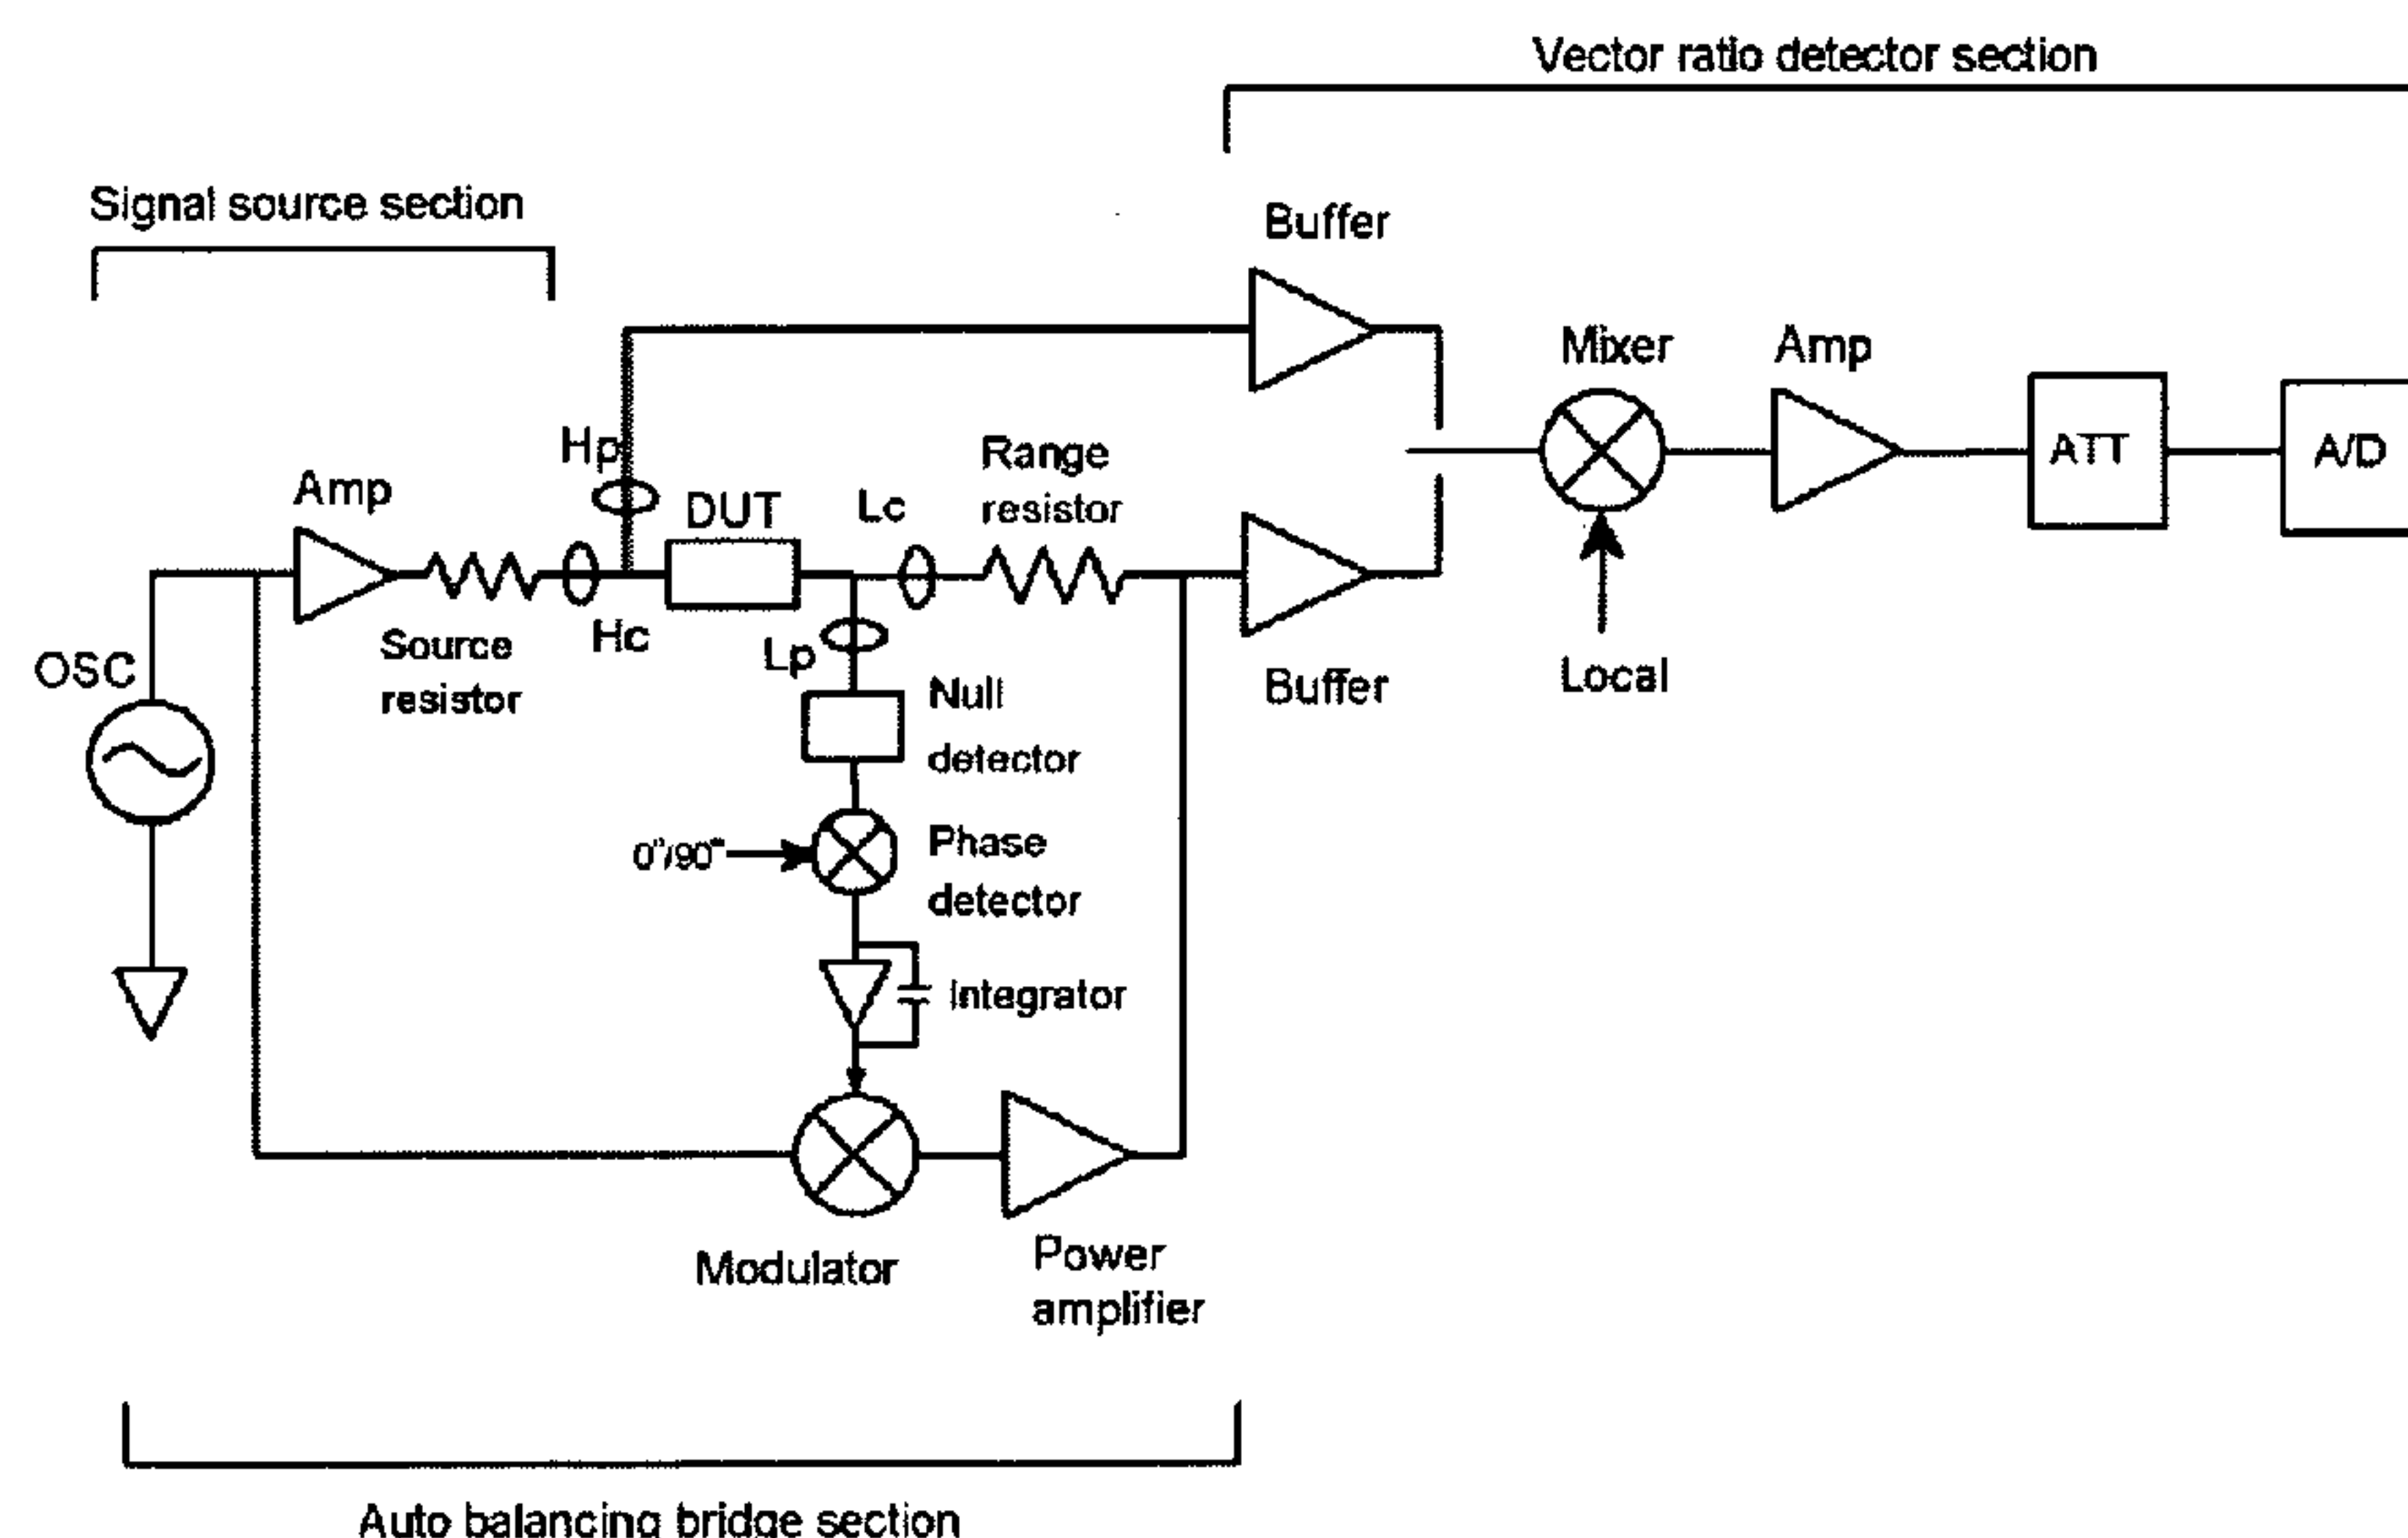 Vector ratio detector section
Signal source section
Buffer
Mixer
Amp
Hp
Range
resistor
Amp
DUT
Lc
ATT
A/D
Source
resistor
Hc
Lp
OSC
Null
detector
Buffer
Local
0°/90°
Phase
detector
Integrator
Modulator
Power
amplifier
Auto balancing bridge section